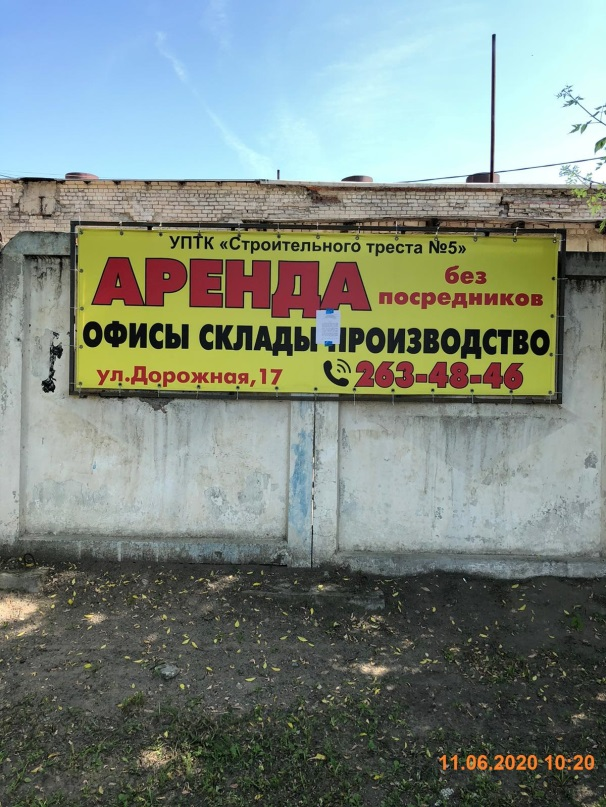 УПТК «Строительного треста №5»
АРЕНДА
без
посредников
ОФИСЫ СКЛАДЫ ПРОИЗВОДСТВО
ул.Дорожная,17
263-48-46
11.06.2020 10:20